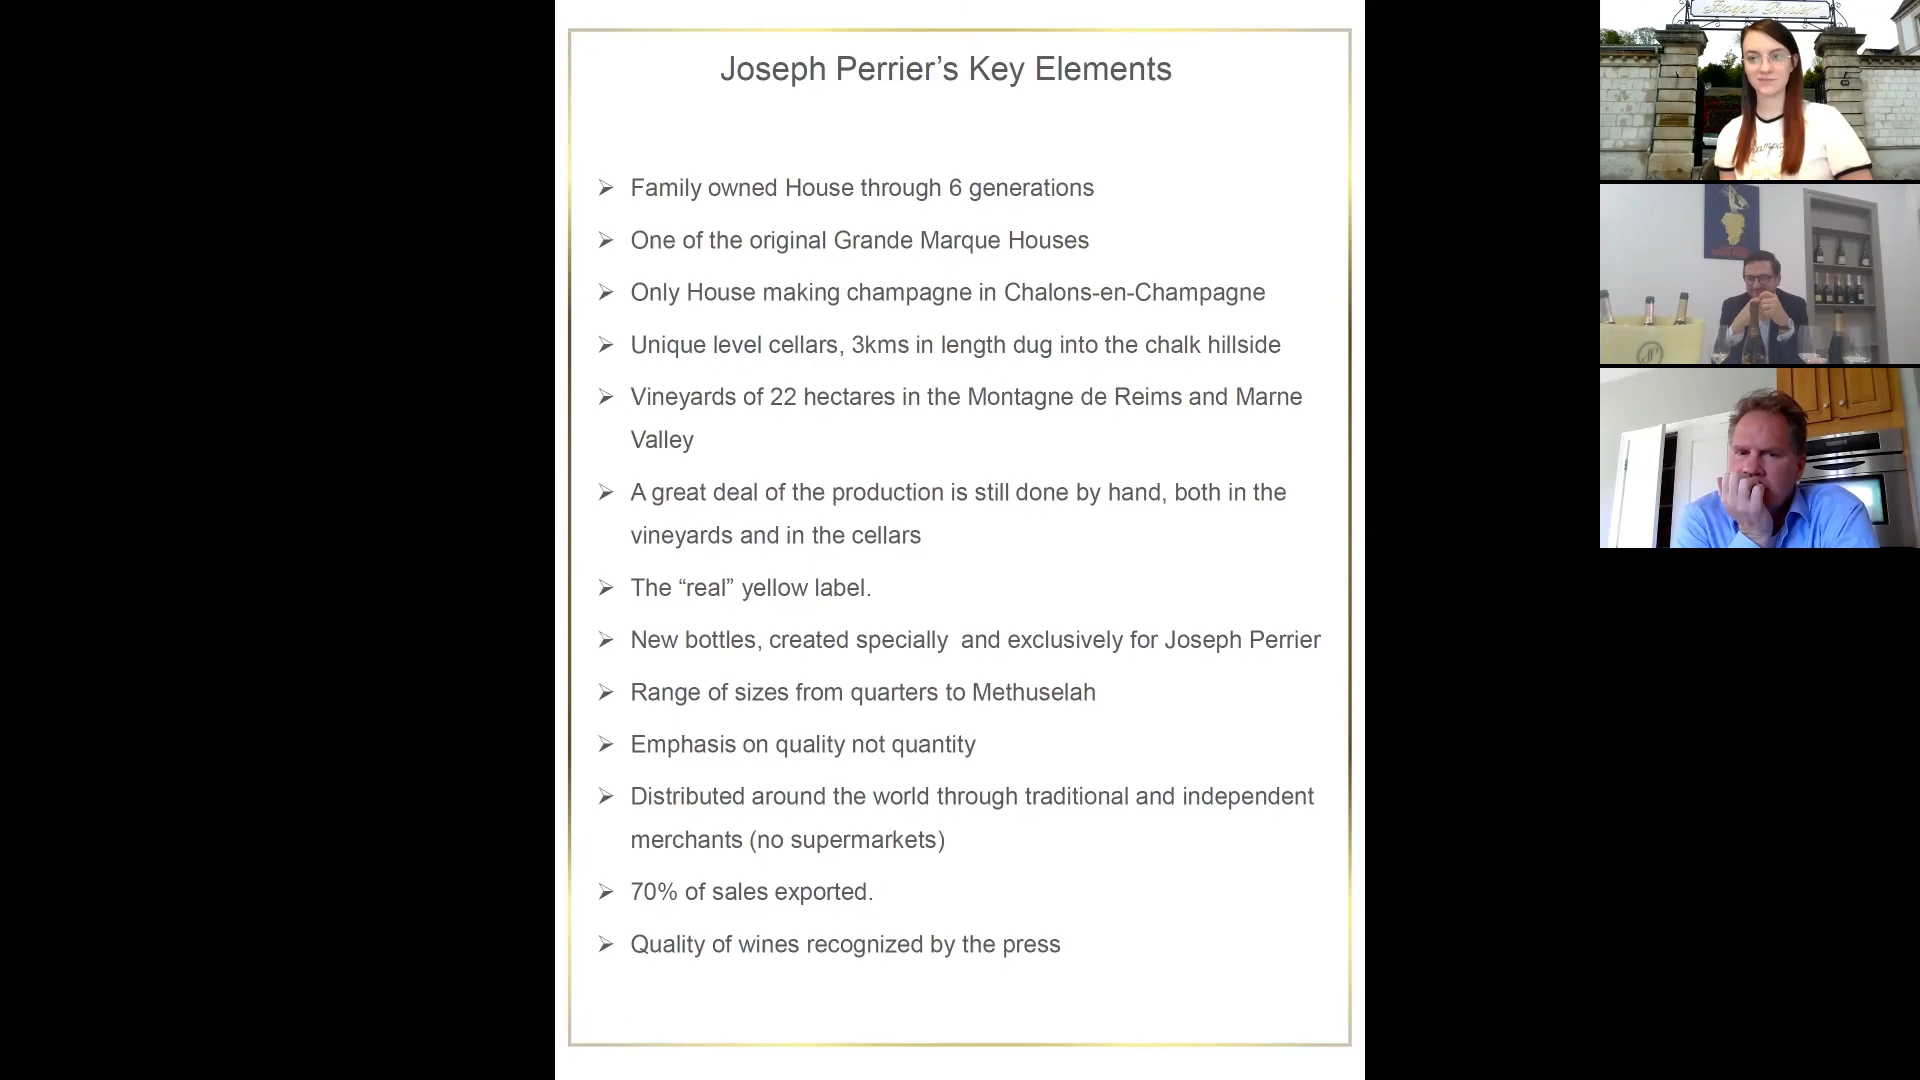 Joseph Perrier’s Key Elements
➢ Family owned House through 6 generations
➢ One of the original Grande Marque Houses
➢ Only House making champagne in Chalons-en-Champagne
➢ Unique level cellars, 3kms in length dug into the chalk hillside
➢ Vineyards of 22 hectares in the Montagne de Reims and Marne
Valley
➢ A great deal of the production is still done by hand, both in the
vineyards and in the cellars
➢ The “real” yellow label.
➢ New bottles, created specially  and exclusively for Joseph Perrier
➢ Range of sizes from quarters to Methuselah
➢ Emphasis on quality not quantity
➢ Distributed around the world through traditional and independent
merchants (no supermarkets)
➢ 70% of sales exported.
➢ Quality of wines recognized by the press
Joseph Perrier